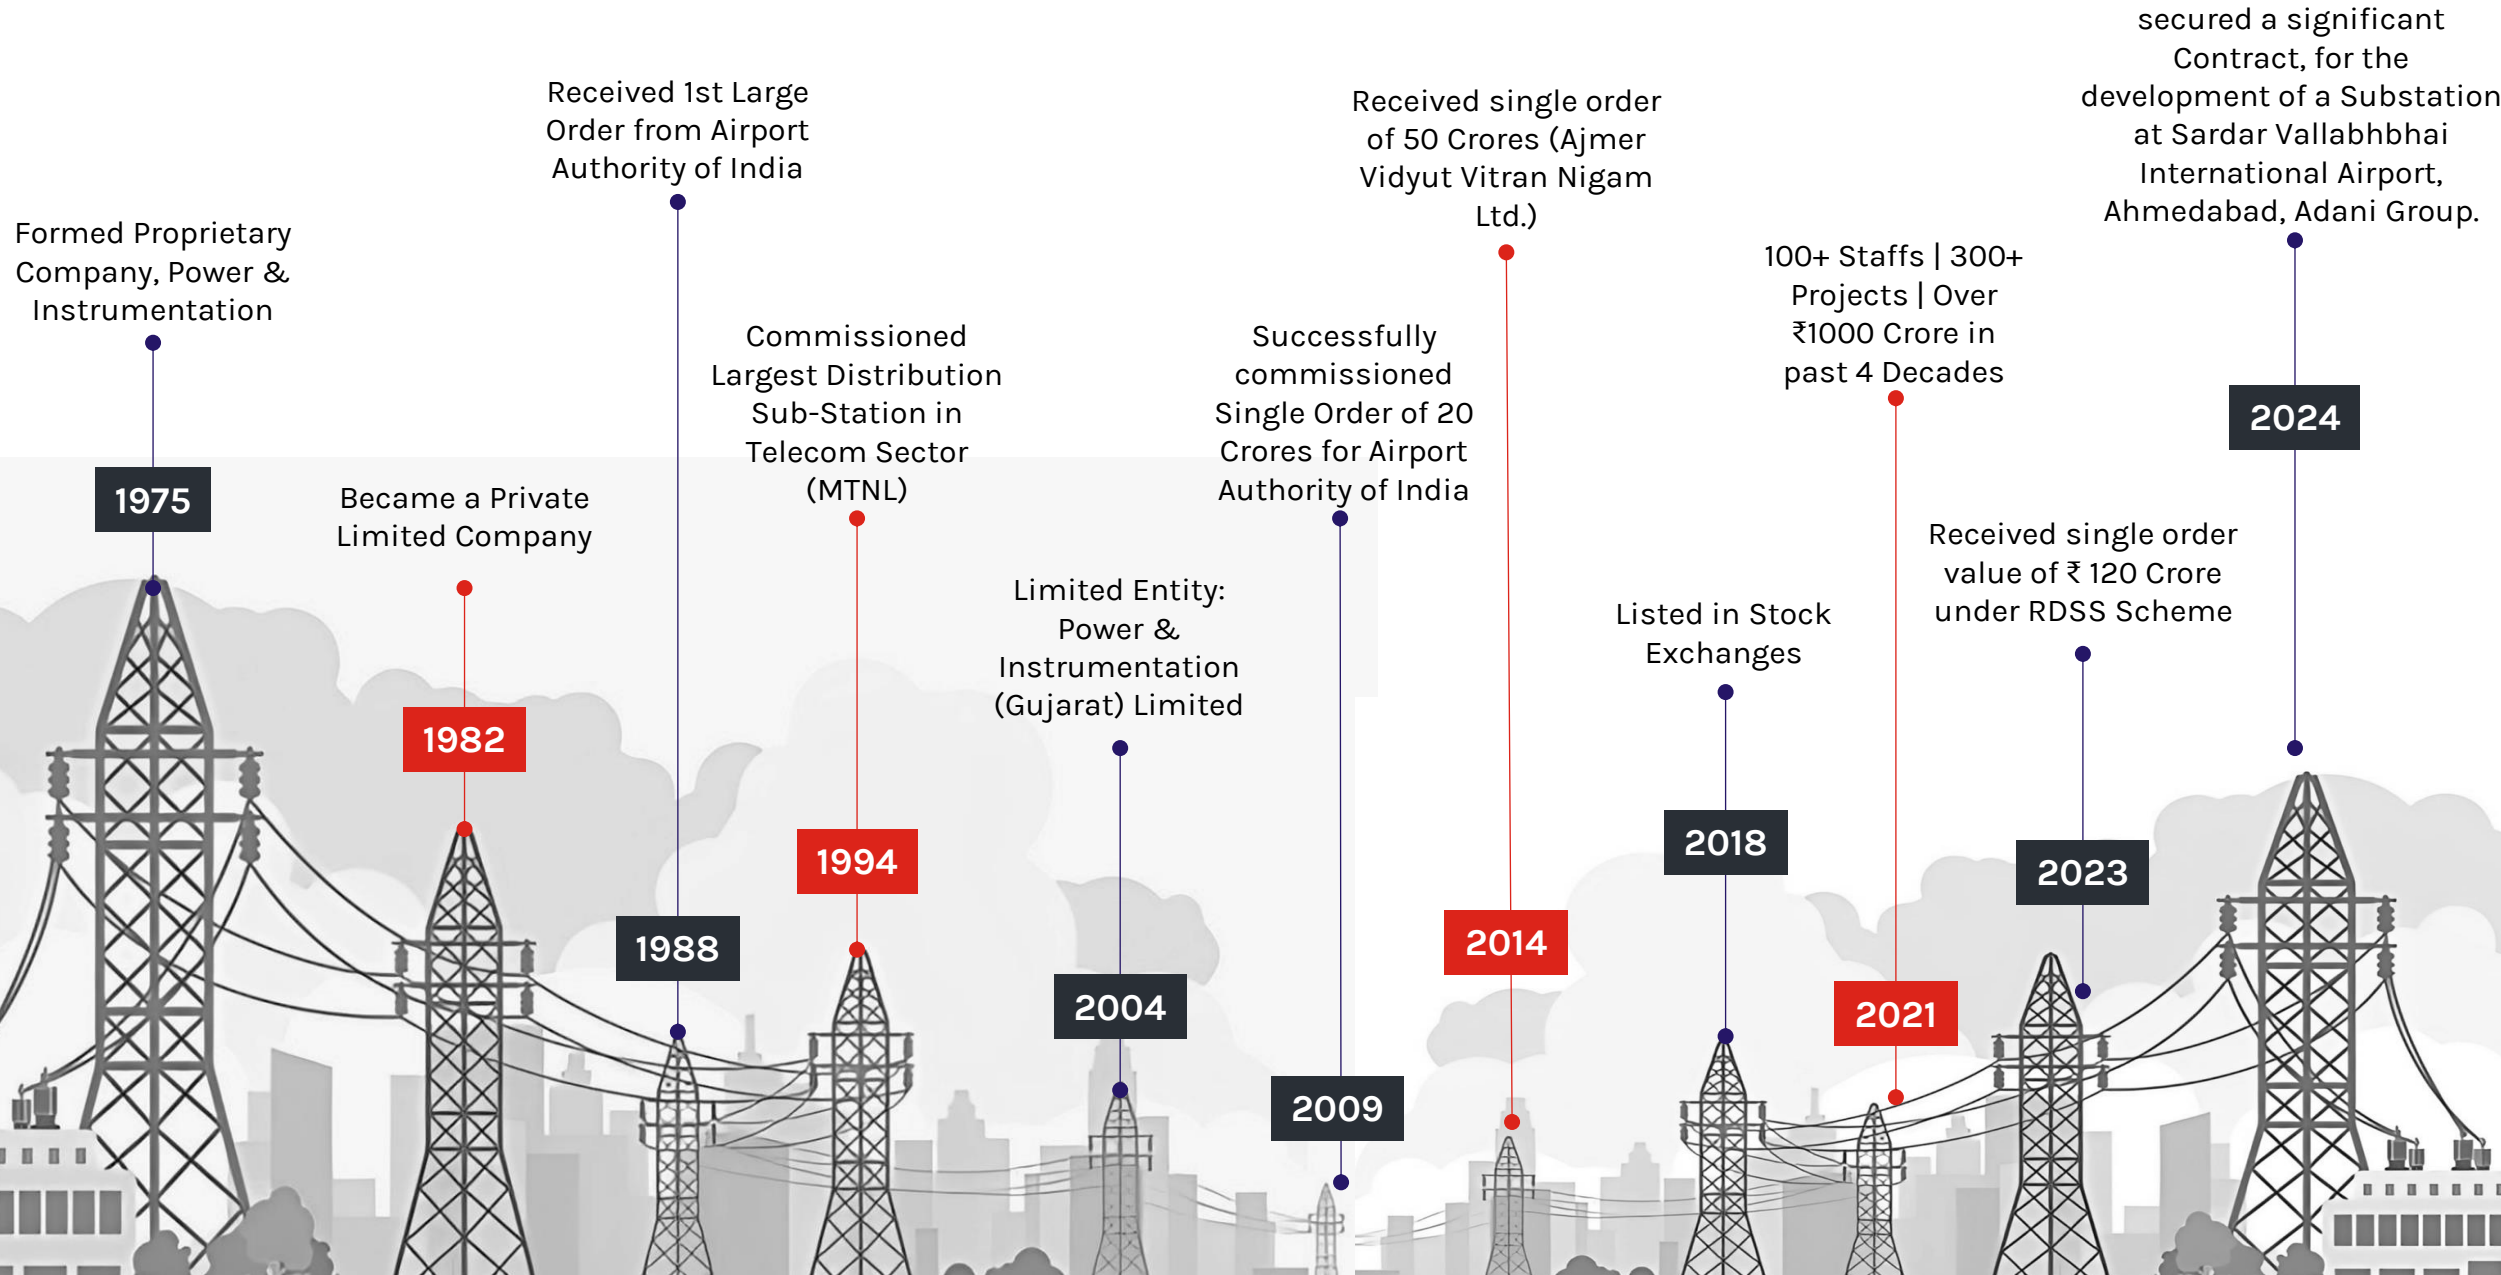 Formed Proprietary
Company, Power &
Instrumentation
1975
Became a Private
Limited Company
1982
Received 1st Large
Order from Airport
Authority of India
1988
Commissioned
Largest Distribution
Sub-Station in
Telecom Sector
(MTNL)
1994
Limited Entity:
Power &
Instrumentation
(Gujarat) Limited
2004
Successfully
commissioned
Single Order of 20
Crores for Airport
Authority of India
2009
Received single order
of 50 Crores (Ajmer
Vidyut Vitran Nigam
Ltd.)
2014
Listed in Stock
Exchanges
2018
100+ Staffs | 300+
Projects | Over
₹1000 Crore in
past 4 Decades
2021
Received single order
value of ₹ 120 Crore
under RDSS Scheme
2023
secured a significant
Contract, for the
development of a Substation
at Sardar Vallabhbhai
International Airport,
Ahmedabad, Adani Group.
2024